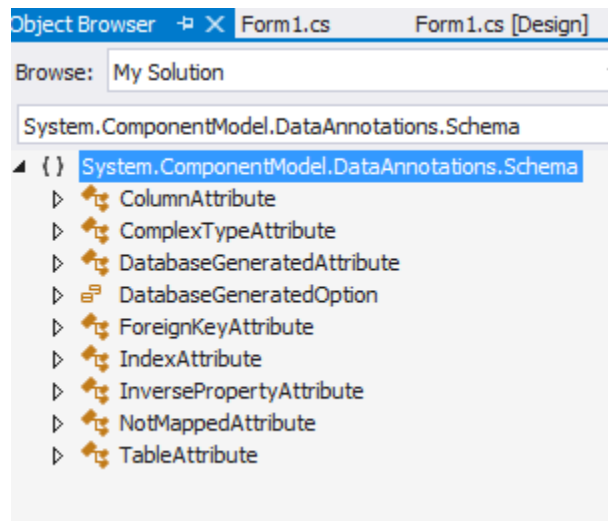 Object Browser Form1.cs Form1.cs [Design]
Browse: My Solution
System.ComponentModel.DataAnnotations.Schema
{ } System.ComponentModel.DataAnnotations.Schema
ColumnAttribute
ComplexTypeAttribute
DatabaseGeneratedAttribute
DatabaseGeneratedOption
ForeignKeyAttribute
IndexAttribute
InversePropertyAttribute
NotMappedAttribute
TableAttribute